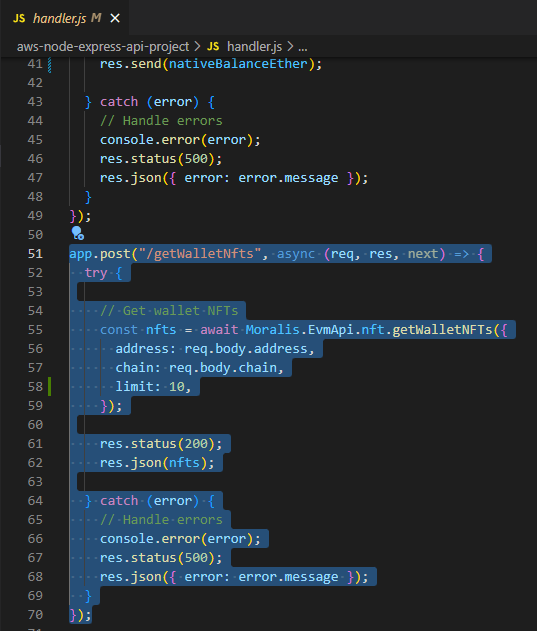 JS handler.js M ×
aws-node-express-api-project > JS handler.js > ...
41 res.send(nativeBalanceEther);
42
43 } catch (error) {
44 // Handle errors
45 console.error(error);
46 res.status(500);
47 res.json({ error: error.message });
48 }
49 });
50
51 app.post("/getWalletNfts", async (req, res, next) => {
52 try {
53
54 // Get wallet NFTs
55 const nfts = await Moralis.EvmApi.nft.getWalletNFTs({
56 address: req.body.address,
57 chain: req.body.chain,
58 limit: 10,
59 });
60
61 res.status(200);
62 res.json(nfts);
63
64 } catch (error) {
65 // Handle errors
66 console.error(error);
67 res.status(500);
68 res.json({ error: error.message });
69 }
70 });